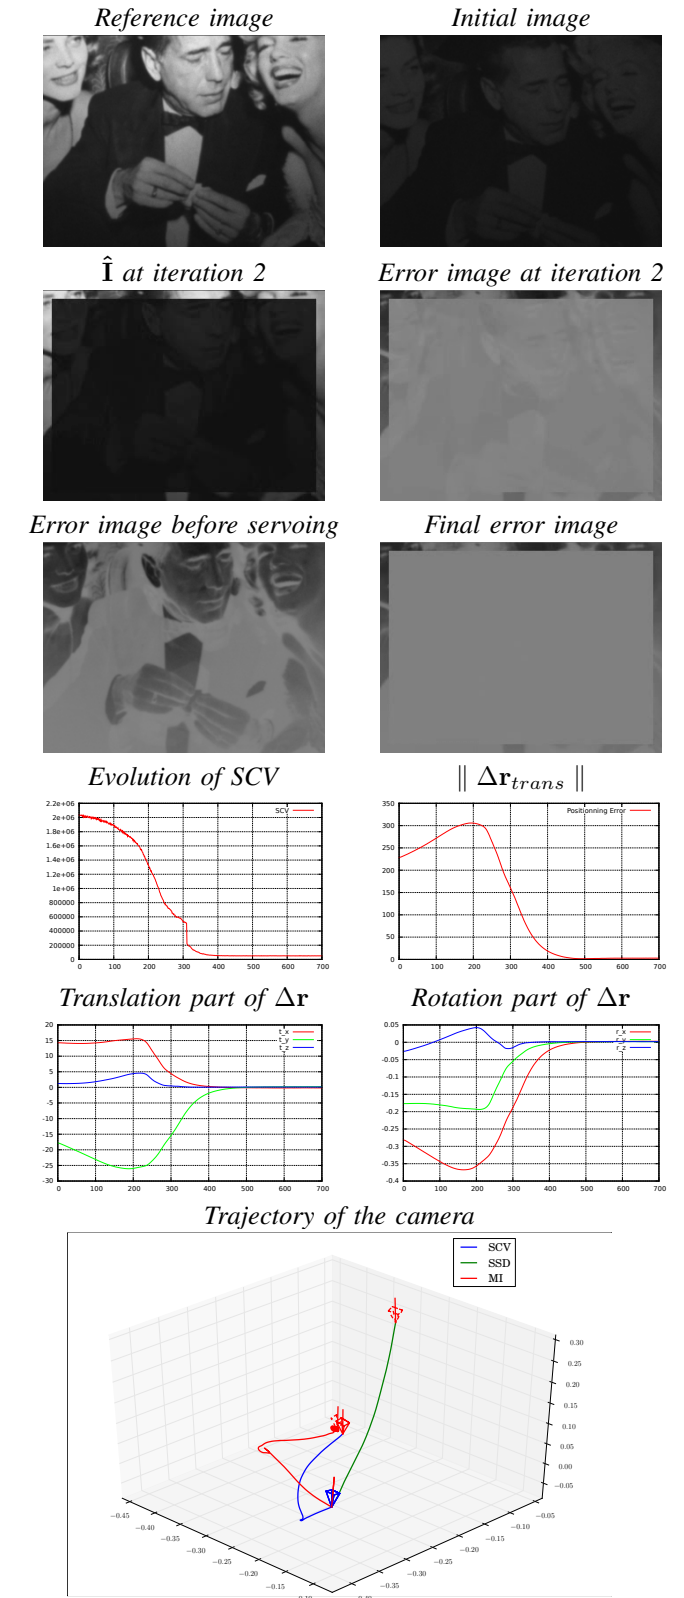 Reference image
Initial image
Î at iteration 2
Error image at iteration 2
Error image before servoing
Final error image
Evolution of SCV
‖ Δr_trans ‖
2.2e+06
2e+06
1.8e+06
1.6e+06
1.4e+06
1.2e+06
1e+06
800000
600000
400000
200000
0
SCV
0 100 200 300 400 500 600 700
350
300
250
200
150
100
50
0
Positionning Error
0 100 200 300 400 500 600 700
Translation part of Δr
Rotation part of Δr
20
15
10
5
0
-5
-10
-15
-20
-25
-30
t_x
t_y
t_z
0 100 200 300 400 500 600 700
0.05
0
-0.05
-0.1
-0.15
-0.2
-0.25
-0.3
-0.35
-0.4
r_x
r_y
r_z
0 100 200 300 400 500 600 700
Trajectory of the camera
SCV
SSD
MI
0.30
0.25
0.20
0.15
0.10
0.05
0.00
−0.05
−0.45
−0.40
−0.35
−0.30
−0.25
−0.20
−0.15
−0.05
−0.10
−0.15
−0.20
−0.25
−0.30
−0.35